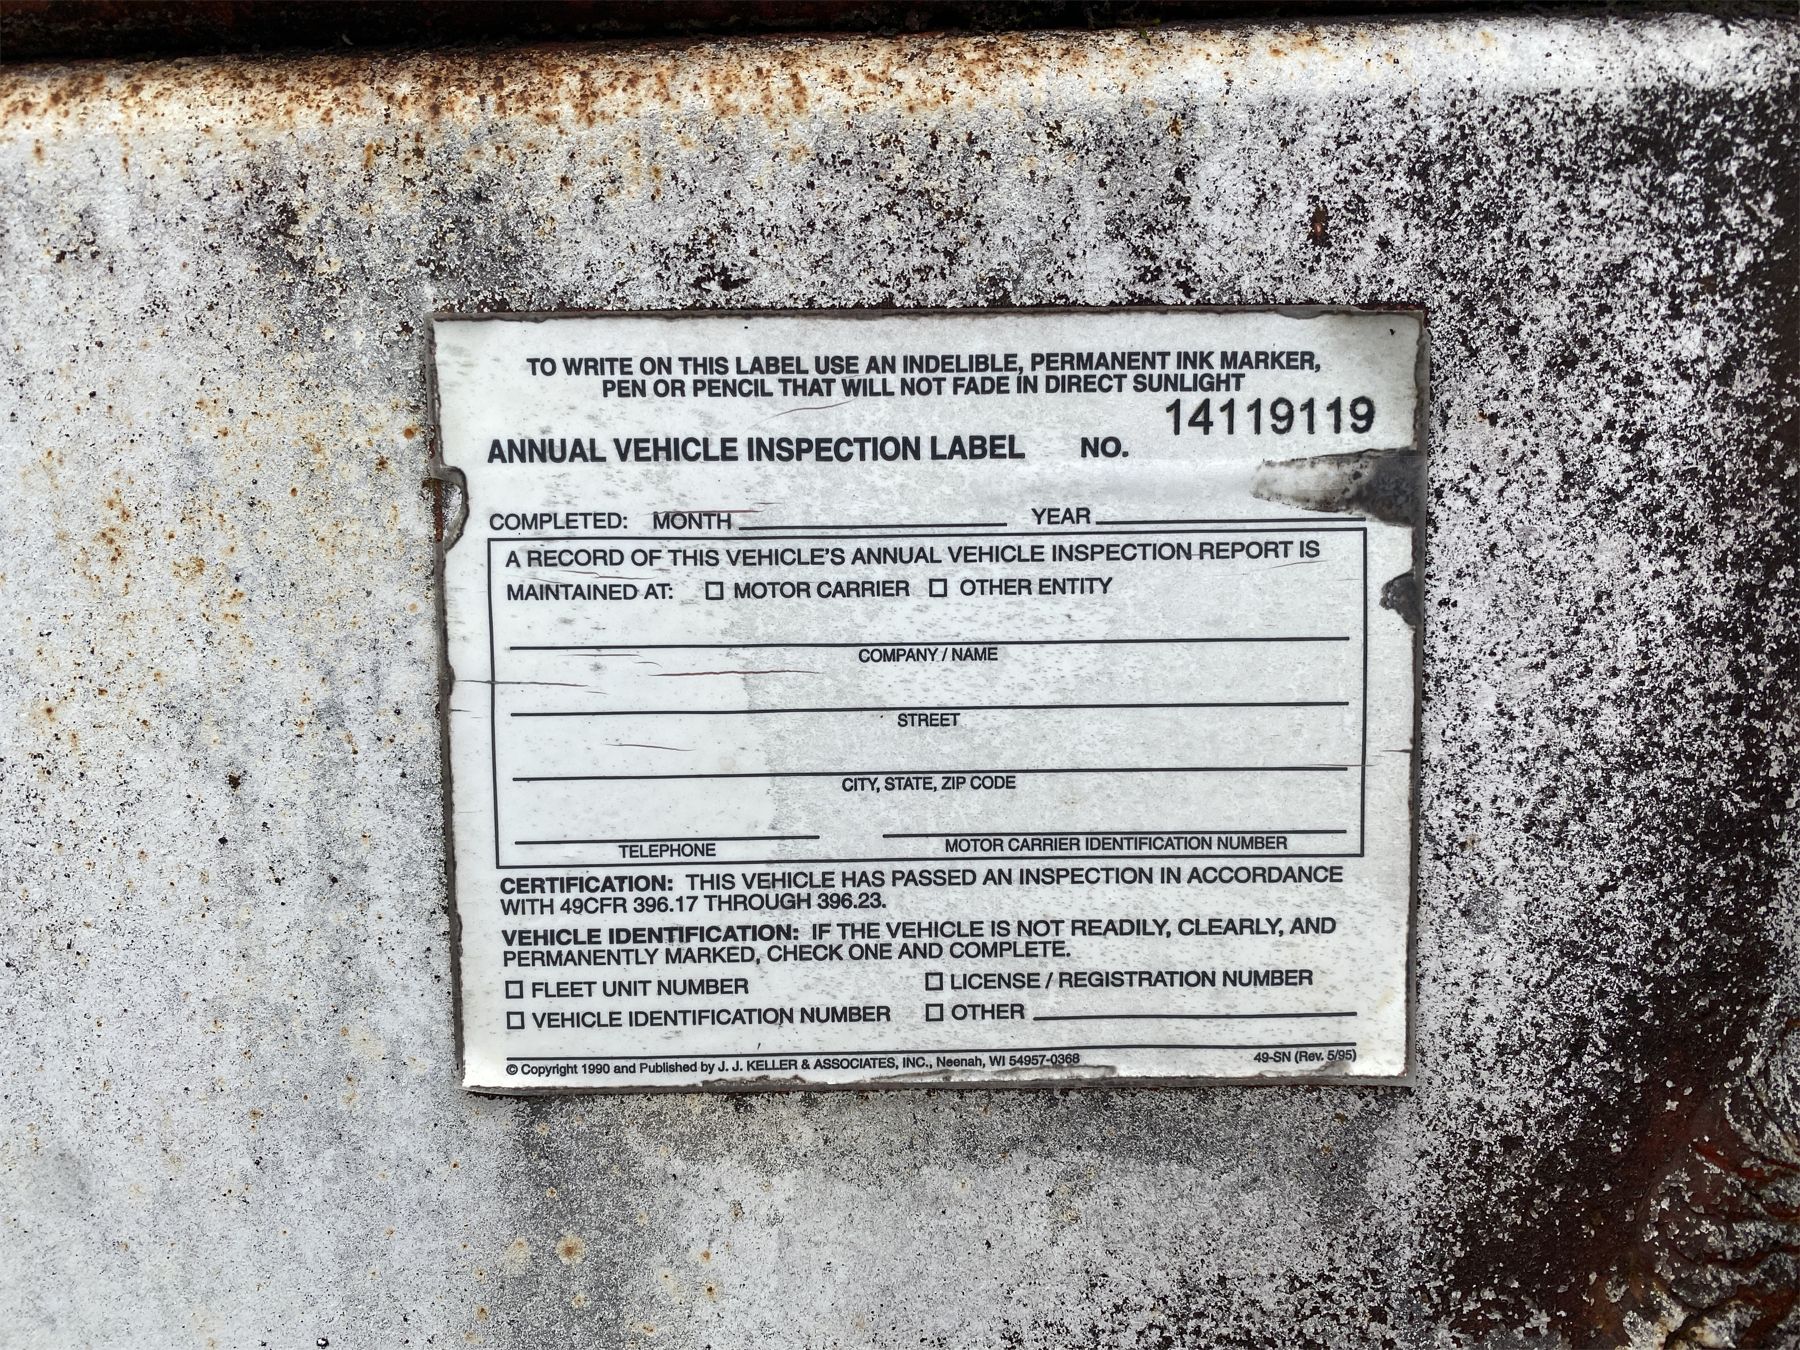 TO WRITE ON THIS LABEL USE AN INDELIBLE, PERMANENT INK MARKER,
PEN OR PENCIL THAT WILL NOT FADE IN DIRECT SUNLIGHT
14119119
ANNUAL VEHICLE INSPECTION LABEL NO.
COMPLETED: MONTH YEAR
A RECORD OF THIS VEHICLE'S ANNUAL VEHICLE INSPECTION REPORT IS
MAINTAINED AT: ☐ MOTOR CARRIER ☐ OTHER ENTITY
COMPANY / NAME
STREET
CITY, STATE, ZIP CODE
TELEPHONE MOTOR CARRIER IDENTIFICATION NUMBER
CERTIFICATION: THIS VEHICLE HAS PASSED AN INSPECTION IN ACCORDANCE
WITH 49CFR 396.17 THROUGH 396.23.
VEHICLE IDENTIFICATION: IF THE VEHICLE IS NOT READILY, CLEARLY, AND
PERMANENTLY MARKED, CHECK ONE AND COMPLETE.
☐ FLEET UNIT NUMBER ☐ LICENSE / REGISTRATION NUMBER
☐ VEHICLE IDENTIFICATION NUMBER ☐ OTHER
© Copyright 1990 and Published by J. J. KELLER & ASSOCIATES, INC., Neenah, WI 54957-0368 49-SN (Rev. 5/95)